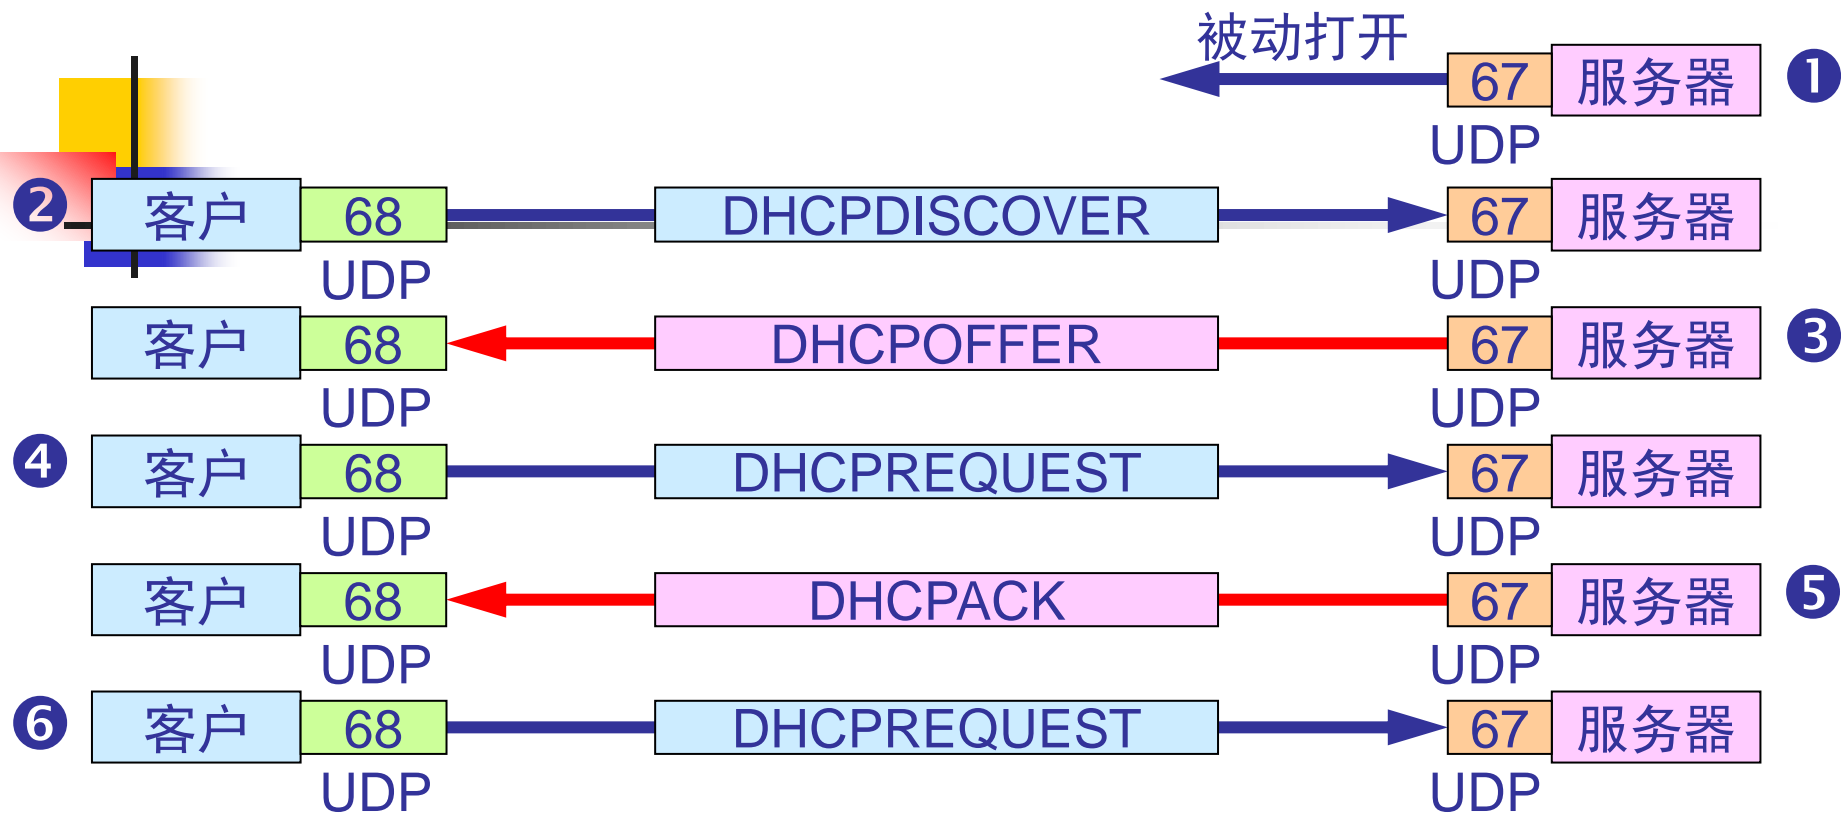 被动打开
67 服务器 ❶
UDP
❷ 客户 68 DHCPDISCOVER 67 服务器
UDP UDP
客户 68 DHCPOFFER 67 服务器 ❸
UDP UDP
❹ 客户 68 DHCPREQUEST 67 服务器
UDP UDP
客户 68 DHCPACK 67 服务器 ❺
UDP UDP
❻ 客户 68 DHCPREQUEST 67 服务器
UDP UDP